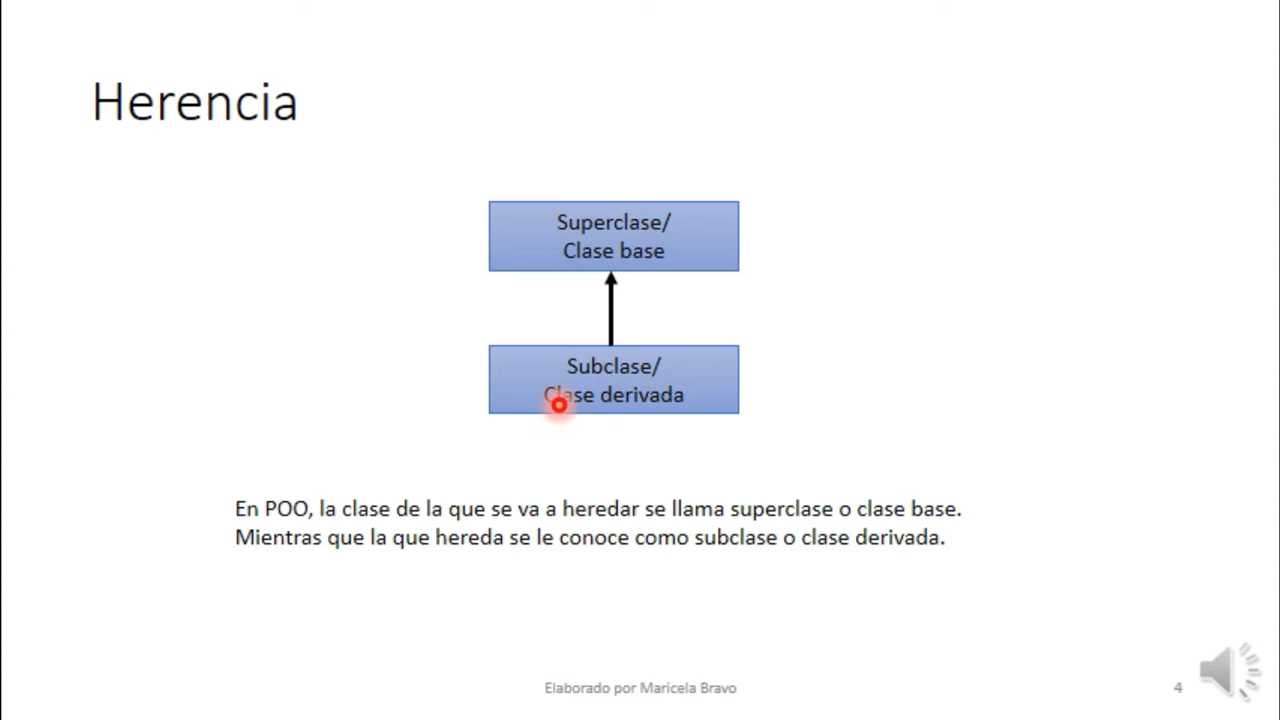 Herencia
Superclase/
Clase base
Subclase/
Clase derivada
En POO, la clase de la que se va a heredar se llama superclase o clase base.
Mientras que la que hereda se le conoce como subclase o clase derivada.
Elaborado por Maricela Bravo
4